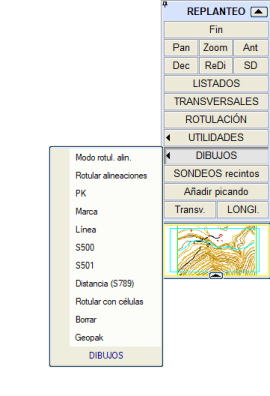 REPLANTEO
Fin
Pan Zoom Ant
Dec ReDi SD
LISTADOS
TRANSVERSALES
ROTULACIÓN
UTILIDADES
DIBUJOS
SONDEOS recintos
Añadir picando
Transv. LONGI.
Modo rotul. alin.
Rotular alineaciones
PK
Marca
Línea
S500
S501
Distancia (S789)
Rotular con células
Borrar
Geopak
DIBUJOS